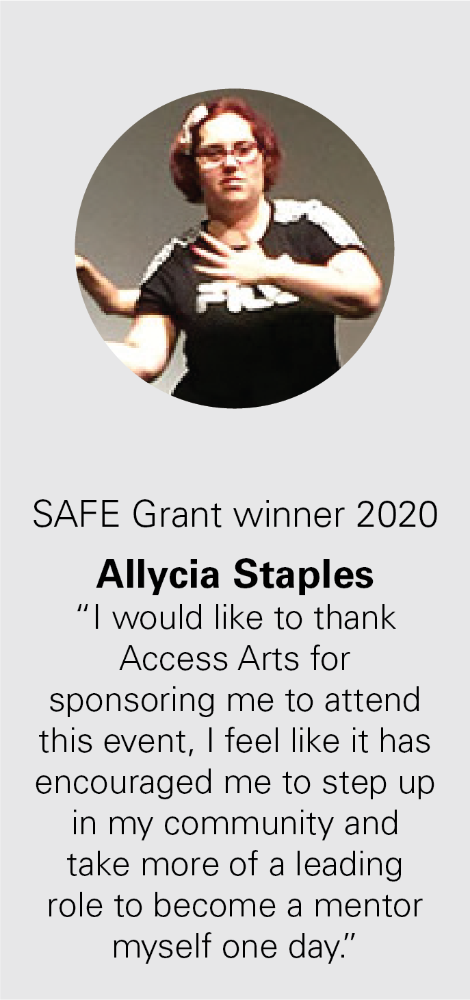 FILA
SAFE Grant winner 2020
Allycia Staples
“I would like to thank
Access Arts for
sponsoring me to attend
this event, I feel like it has
encouraged me to step up
in my community and
take more of a leading
role to become a mentor
myself one day.”